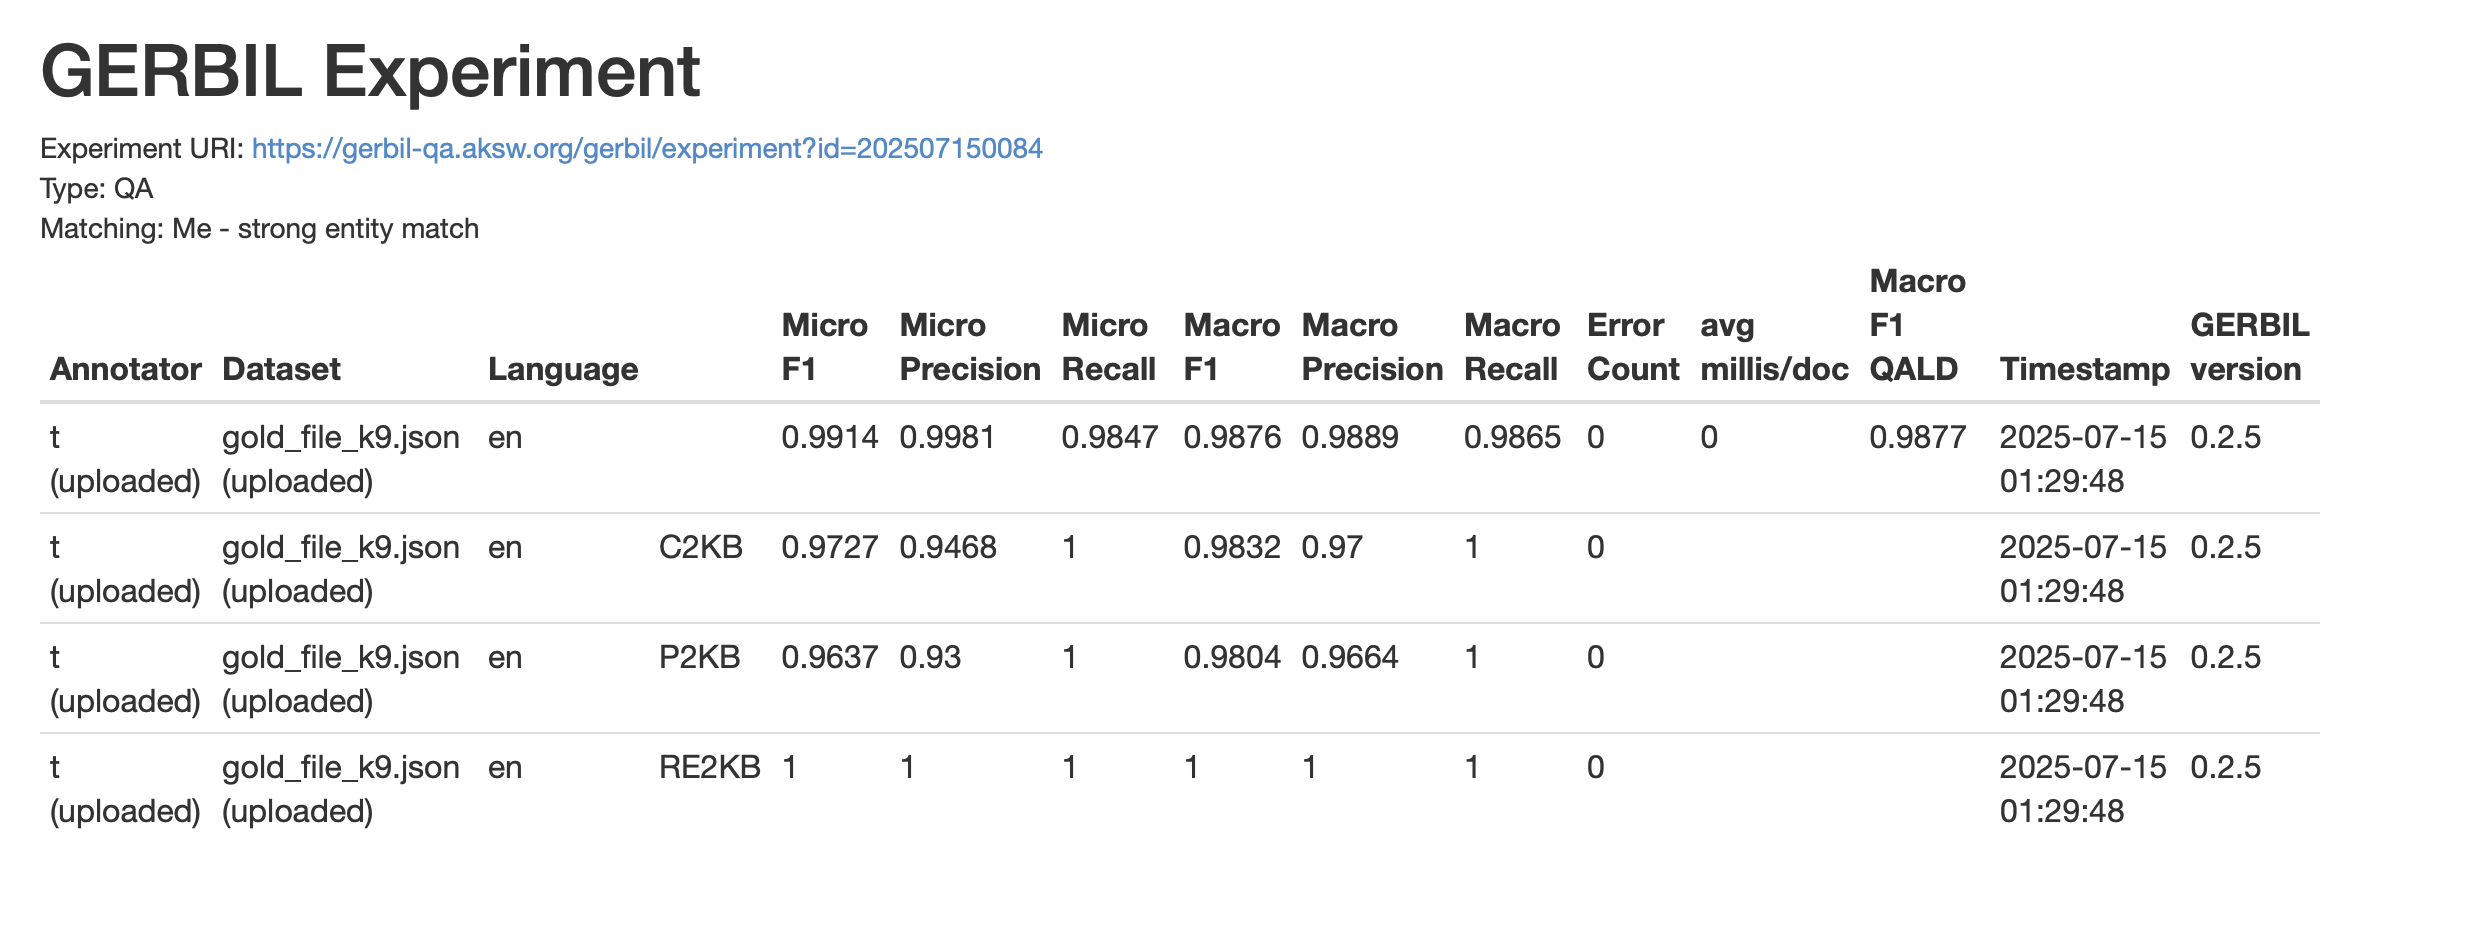 GERBIL Experiment
Experiment URI: https://gerbil-qa.aksw.org/gerbil/experiment?id=202507150084
Type: QA
Matching: Me - strong entity match
Annotator Dataset Language Micro F1 Micro Precision Micro Recall Macro F1 Macro Precision Macro Recall Error Count avg millis/doc Macro F1 QALD Timestamp GERBIL version
t (uploaded) gold_file_k9.json (uploaded) en 0.9914 0.9981 0.9847 0.9876 0.9889 0.9865 0 0 0.9877 2025-07-15 01:29:48 0.2.5
t (uploaded) gold_file_k9.json (uploaded) en C2KB 0.9727 0.9468 1 0.9832 0.97 1 0 2025-07-15 01:29:48 0.2.5
t (uploaded) gold_file_k9.json (uploaded) en P2KB 0.9637 0.93 1 0.9804 0.9664 1 0 2025-07-15 01:29:48 0.2.5
t (uploaded) gold_file_k9.json (uploaded) en RE2KB 1 1 1 1 1 1 0 2025-07-15 01:29:48 0.2.5